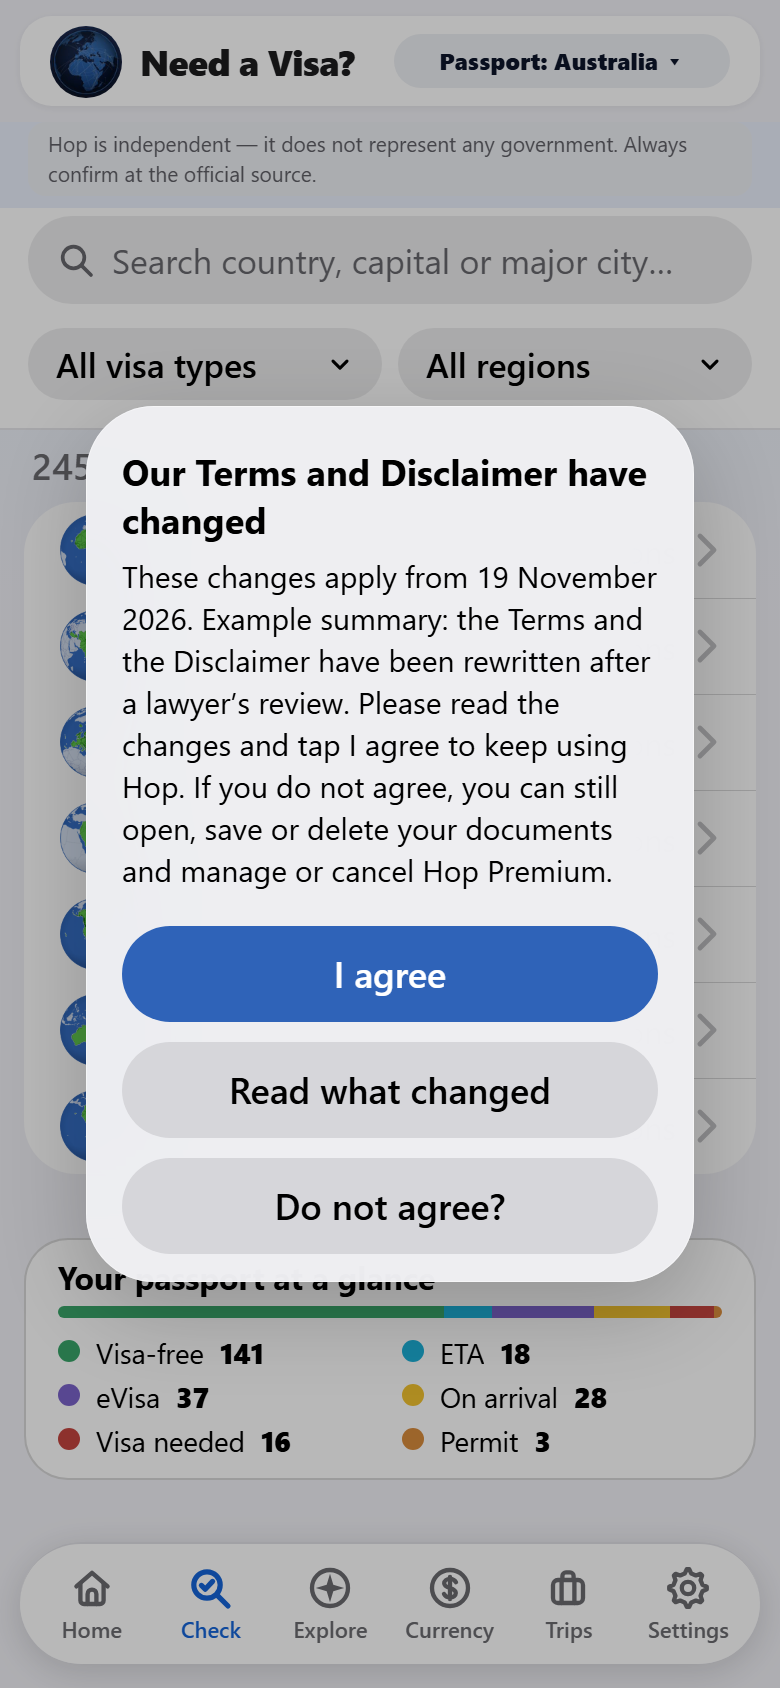 Need a Visa?
Passport: Australia
Hop is independent — it does not represent any government. Always
confirm at the official source.
Search country, capital or major city...
All visa types
All regions
245
Our Terms and Disclaimer have
changed
These changes apply from 19 November
2026. Example summary: the Terms and
the Disclaimer have been rewritten after
a lawyer’s review. Please read the
changes and tap I agree to keep using
Hop. If you do not agree, you can still
open, save or delete your documents
and manage or cancel Hop Premium.
I agree
Read what changed
Do not agree?
Your passport at a glance
Visa-free 141
ETA 18
eVisa 37
On arrival 28
Visa needed 16
Permit 3
Home
Check
Explore
Currency
Trips
Settings